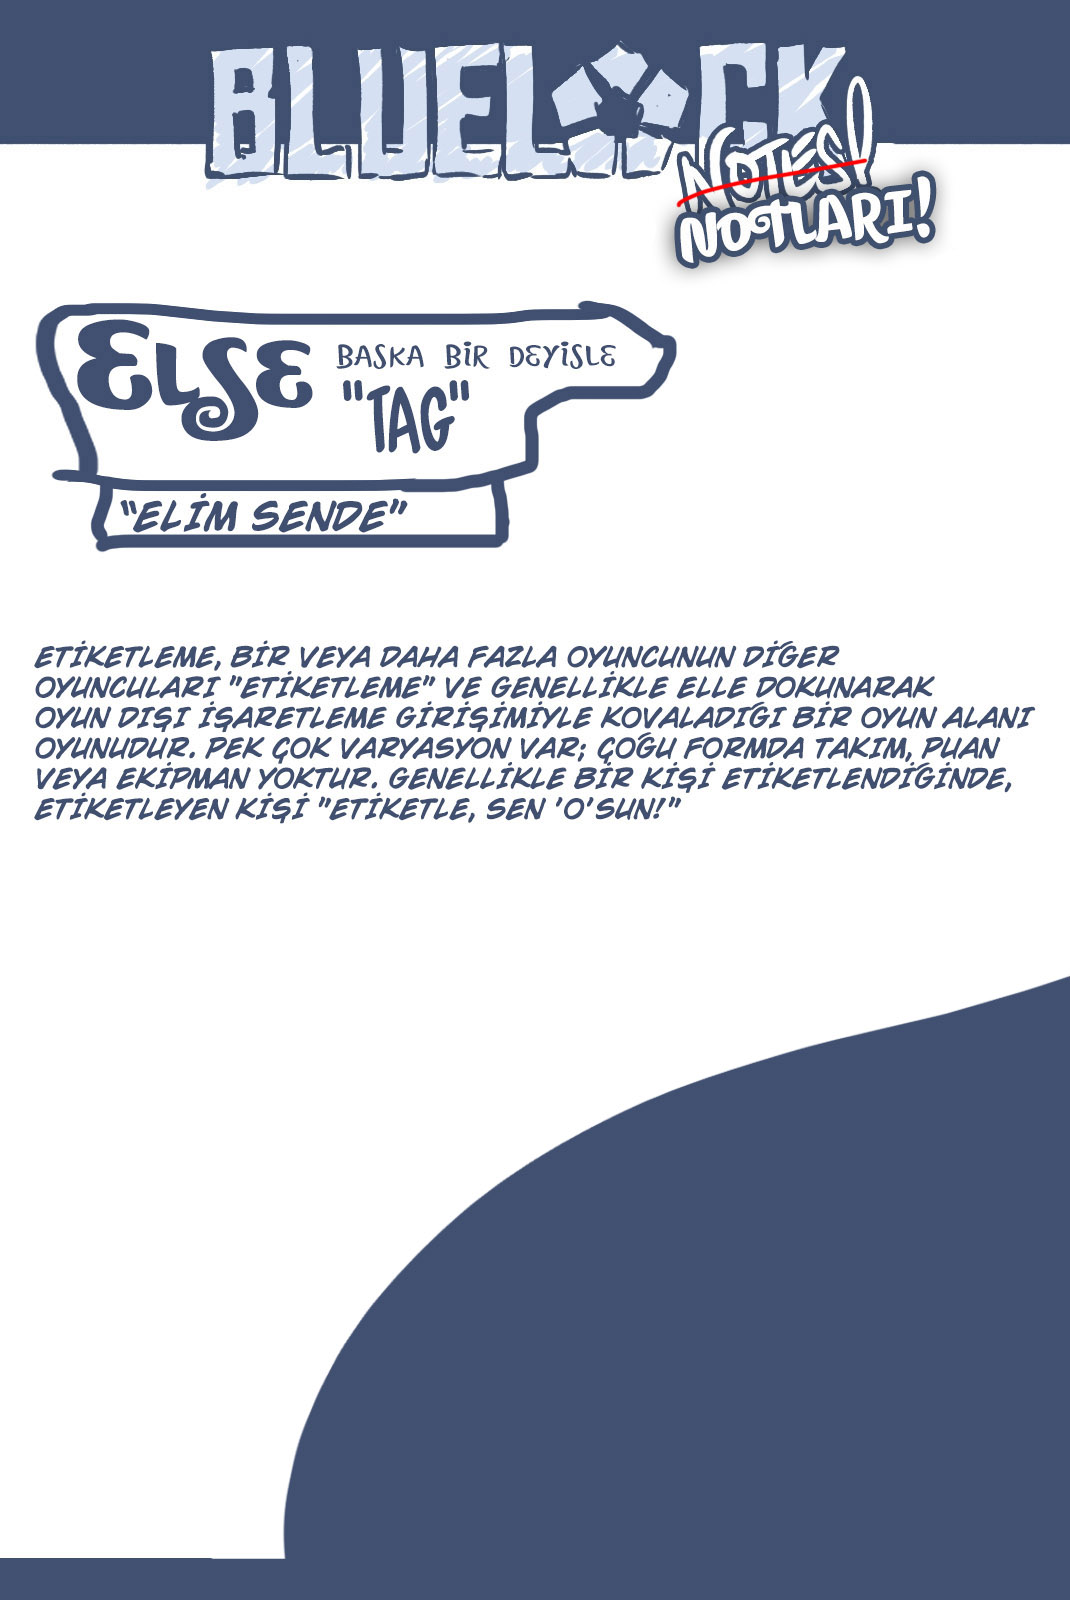 BLUELOCK
NOTES!
NOTLARI!
ELSE BAŞKA BİR DEYİSLE
"TAG"
"ELİM SENDE"
ETİKETLEME, BİR VEYA DAHA FAZLA OYUNCUNUN DİĞER
OYUNCULARI "ETİKETLEME" VE GENELLİKLE ELLE DOKUNARAK
OYUN DIŞI İŞARETLEME GİRİŞİMİYLE KOVALADIĞI BİR OYUN ALANI
OYUNUDUR. PEK ÇOK VARYASYON VAR; ÇOĞU FORMDA TAKIM, PUAN
VEYA EKİPMAN YOKTUR. GENELLİKLE BİR KİŞİ ETİKETLENDİĞİNDE,
ETİKETLEYEN KİŞİ "ETİKETLE, SEN 'O'SUN!"